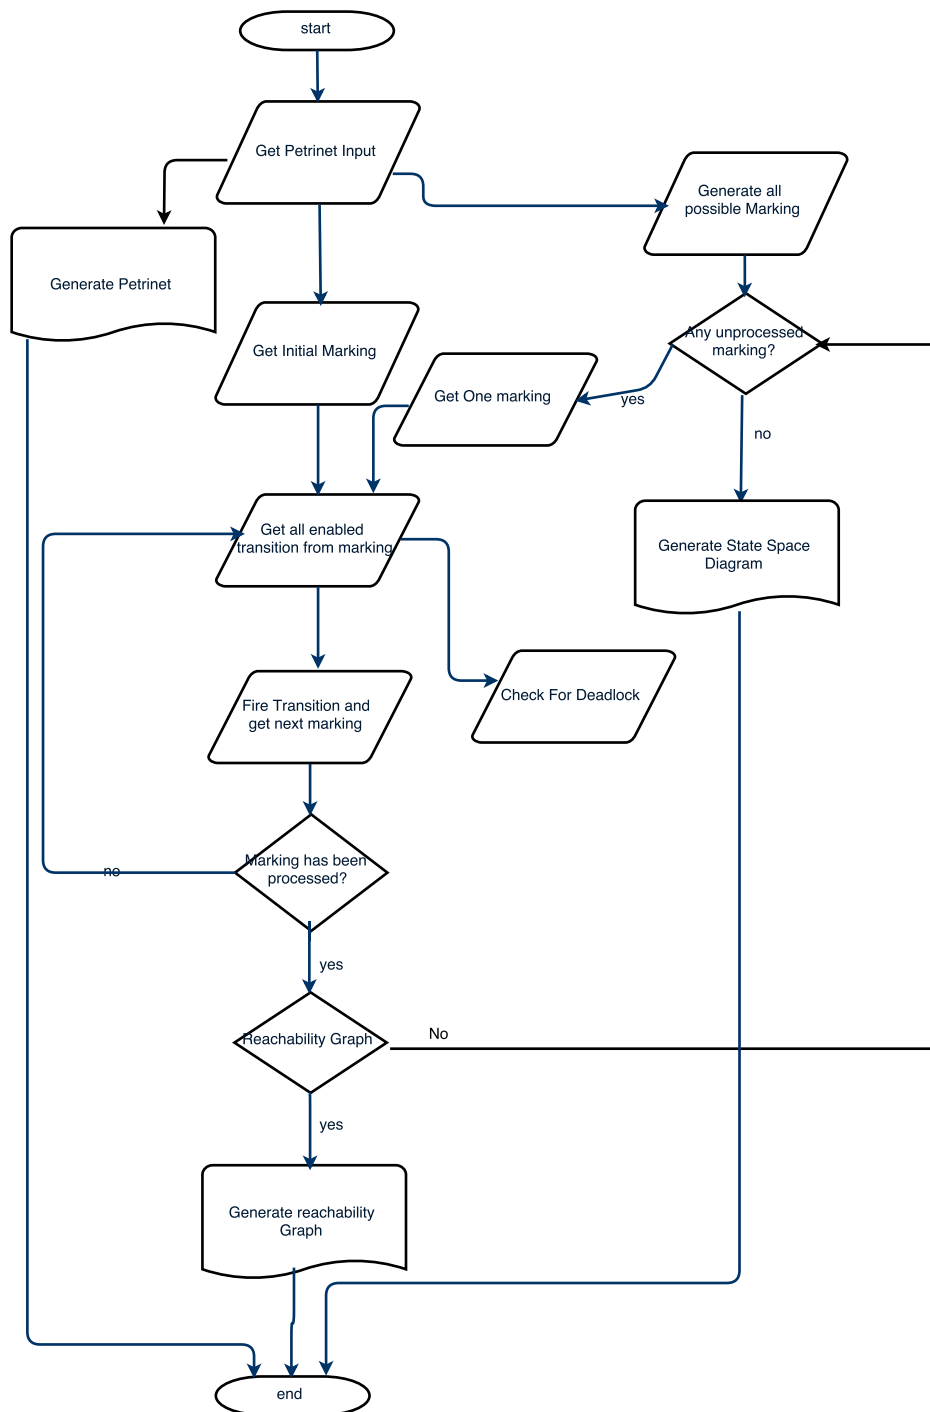 start
Get Petrinet Input
Generate all
possible Marking
Generate Petrinet
Any unprocessed
marking?
Get Initial Marking
Get One marking
yes
no
Get all enabled
transition from marking
Generate State Space
Diagram
Check For Deadlock
Fire Transition and
get next marking
Marking has been
processed?
no
yes
Reachability Graph
No
yes
Generate reachability
Graph
end